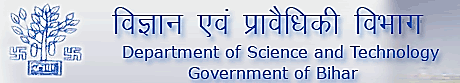 विज्ञान एवं प्रावैधिकी विभाग
Department of Science and Technology
Government of Bihar